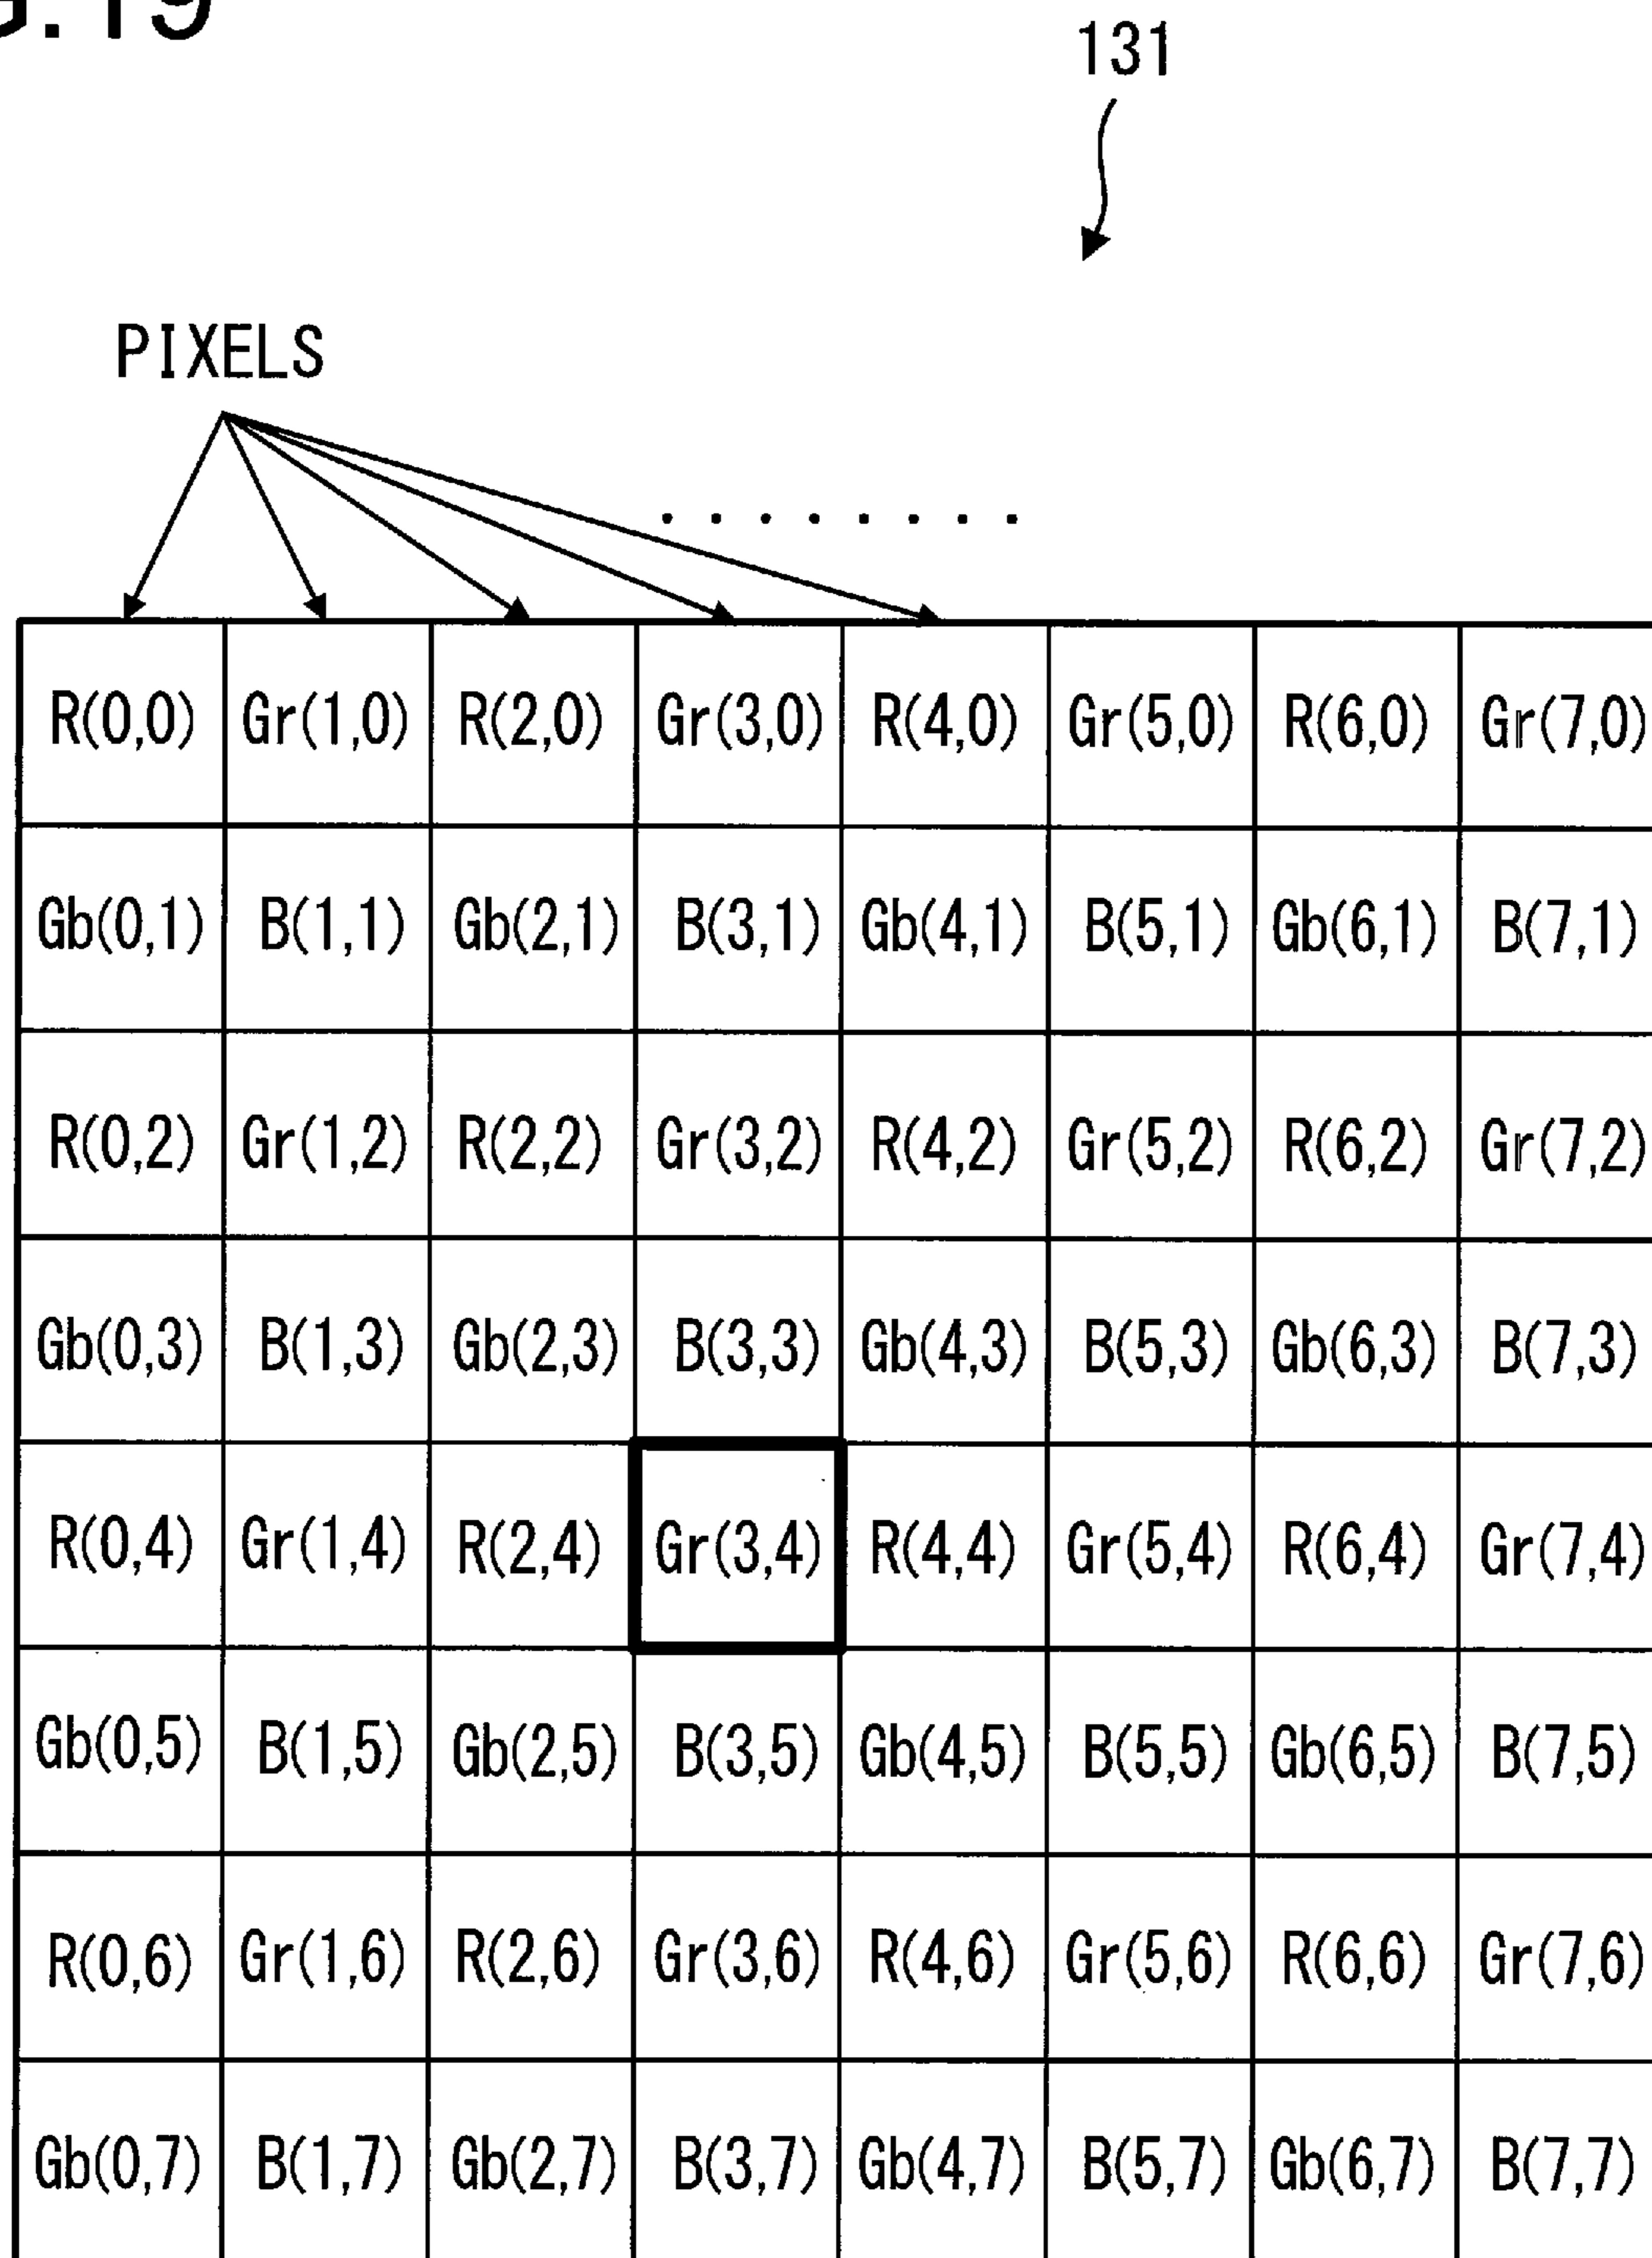 G. 19
131
PIXELS
R(0,0) Gr(1,0) R(2,0) Gr(3,0) R(4,0) Gr(5,0) R(6,0) Gr(7,0)
Gb(0,1) B(1,1) Gb(2,1) B(3,1) Gb(4,1) B(5,1) Gb(6,1) B(7,1)
R(0,2) Gr(1,2) R(2,2) Gr(3,2) R(4,2) Gr(5,2) R(6,2) Gr(7,2)
Gb(0,3) B(1,3) Gb(2,3) B(3,3) Gb(4,3) B(5,3) Gb(6,3) B(7,3)
R(0,4) Gr(1,4) R(2,4) Gr(3,4) R(4,4) Gr(5,4) R(6,4) Gr(7,4)
Gb(0,5) B(1,5) Gb(2,5) B(3,5) Gb(4,5) B(5,5) Gb(6,5) B(7,5)
R(0,6) Gr(1,6) R(2,6) Gr(3,6) R(4,6) Gr(5,6) R(6,6) Gr(7,6)
Gb(0,7) B(1,7) Gb(2,7) B(3,7) Gb(4,7) B(5,7) Gb(6,7) B(7,7)